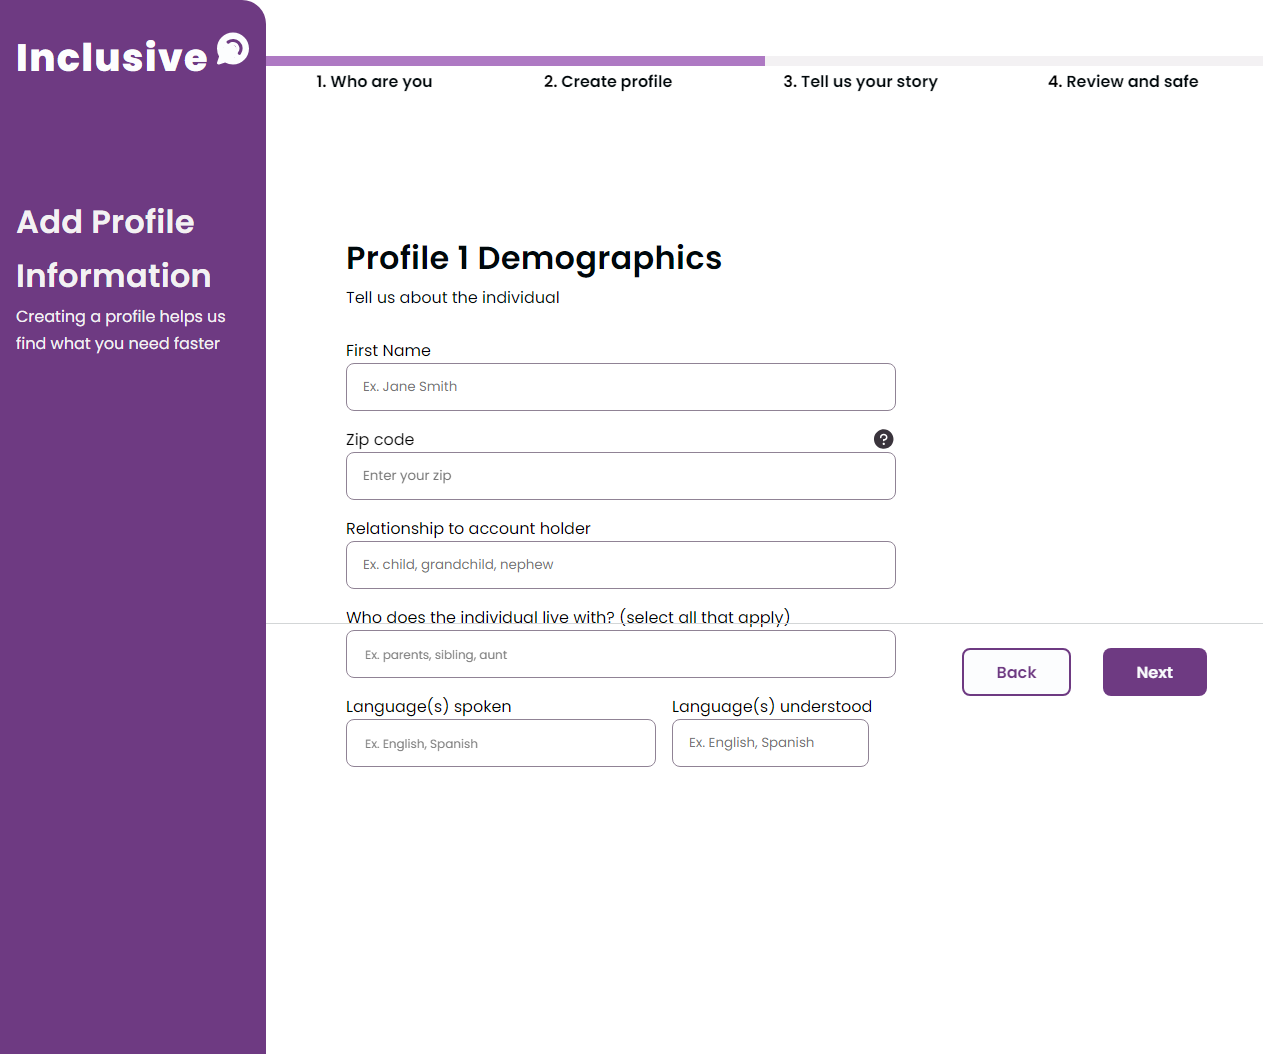 Inclusive
1. Who are you
2. Create profile
3. Tell us your story
4. Review and safe
Add Profile
Information
Creating a profile helps us
find what you need faster
Profile 1 Demographics
Tell us about the individual
First Name
Ex. Jane Smith
Zip code
?
Enter your zip
Relationship to account holder
Ex. child, grandchild, nephew
Who does the individual live with? (select all that apply)
Ex. parents, sibling, aunt
Back
Next
Language(s) spoken
Language(s) understood
Ex. English, Spanish
Ex. English, Spanish